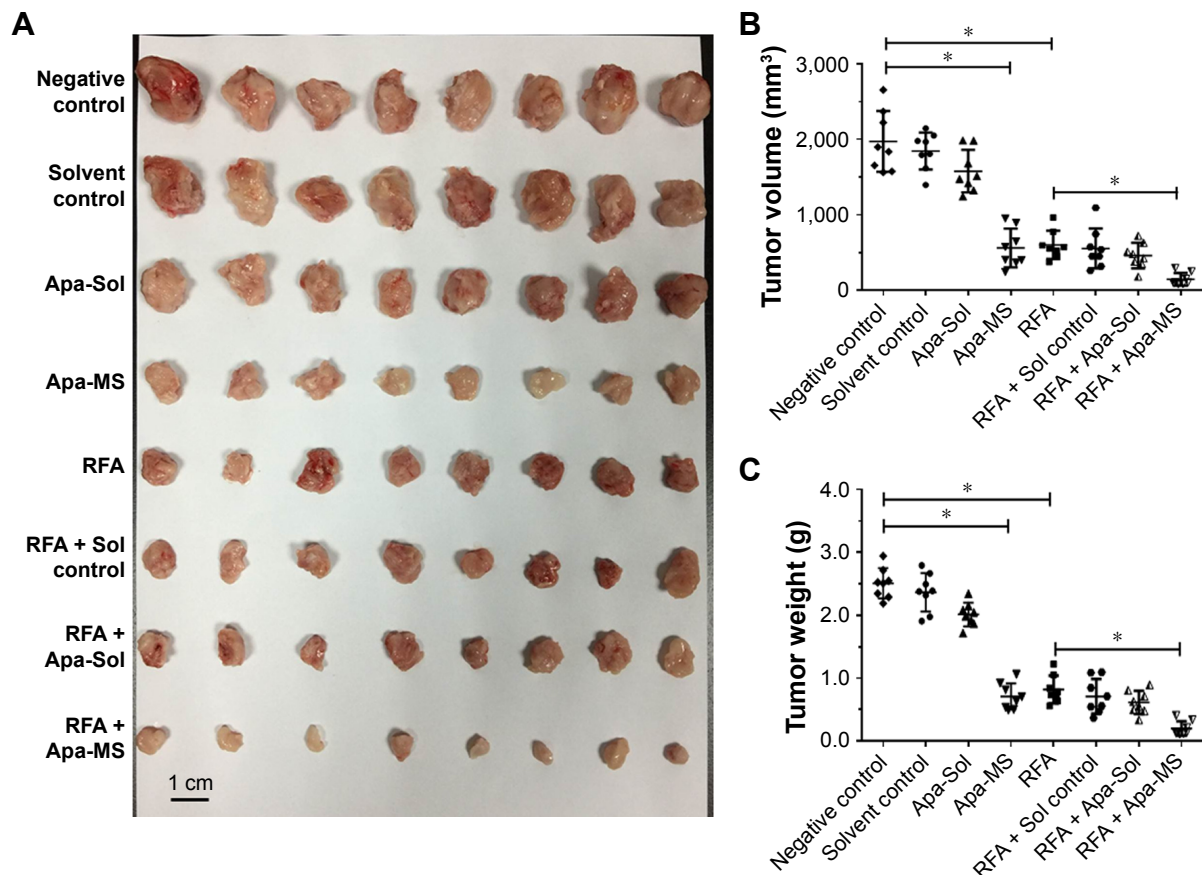 A
Negative
control
Solvent
control
Apa-Sol
Apa-MS
RFA
RFA + Sol
control
RFA +
Apa-Sol
RFA +
Apa-MS
1 cm
B
Tumor volume (mm³)
3,000
2,000
1,000
0
*
*
*
Negative control
Solvent control
Apa-Sol
Apa-MS
RFA
RFA + Sol control
RFA + Apa-Sol
RFA + Apa-MS
C
Tumor weight (g)
4.0
3.0
2.0
1.0
0.0
*
*
*
Negative control
Solvent control
Apa-Sol
Apa-MS
RFA
RFA + Sol control
RFA + Apa-Sol
RFA + Apa-MS